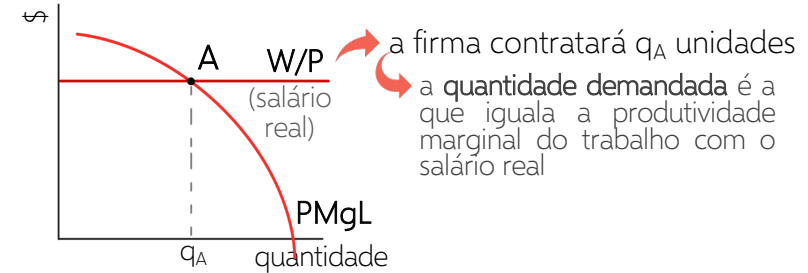 $
A
W/P
(salário
real)
PMgL
qA
quantidade
a firma contratará qA unidades
a quantidade demandada é a
que iguala a produtividade
marginal do trabalho com o
salário real